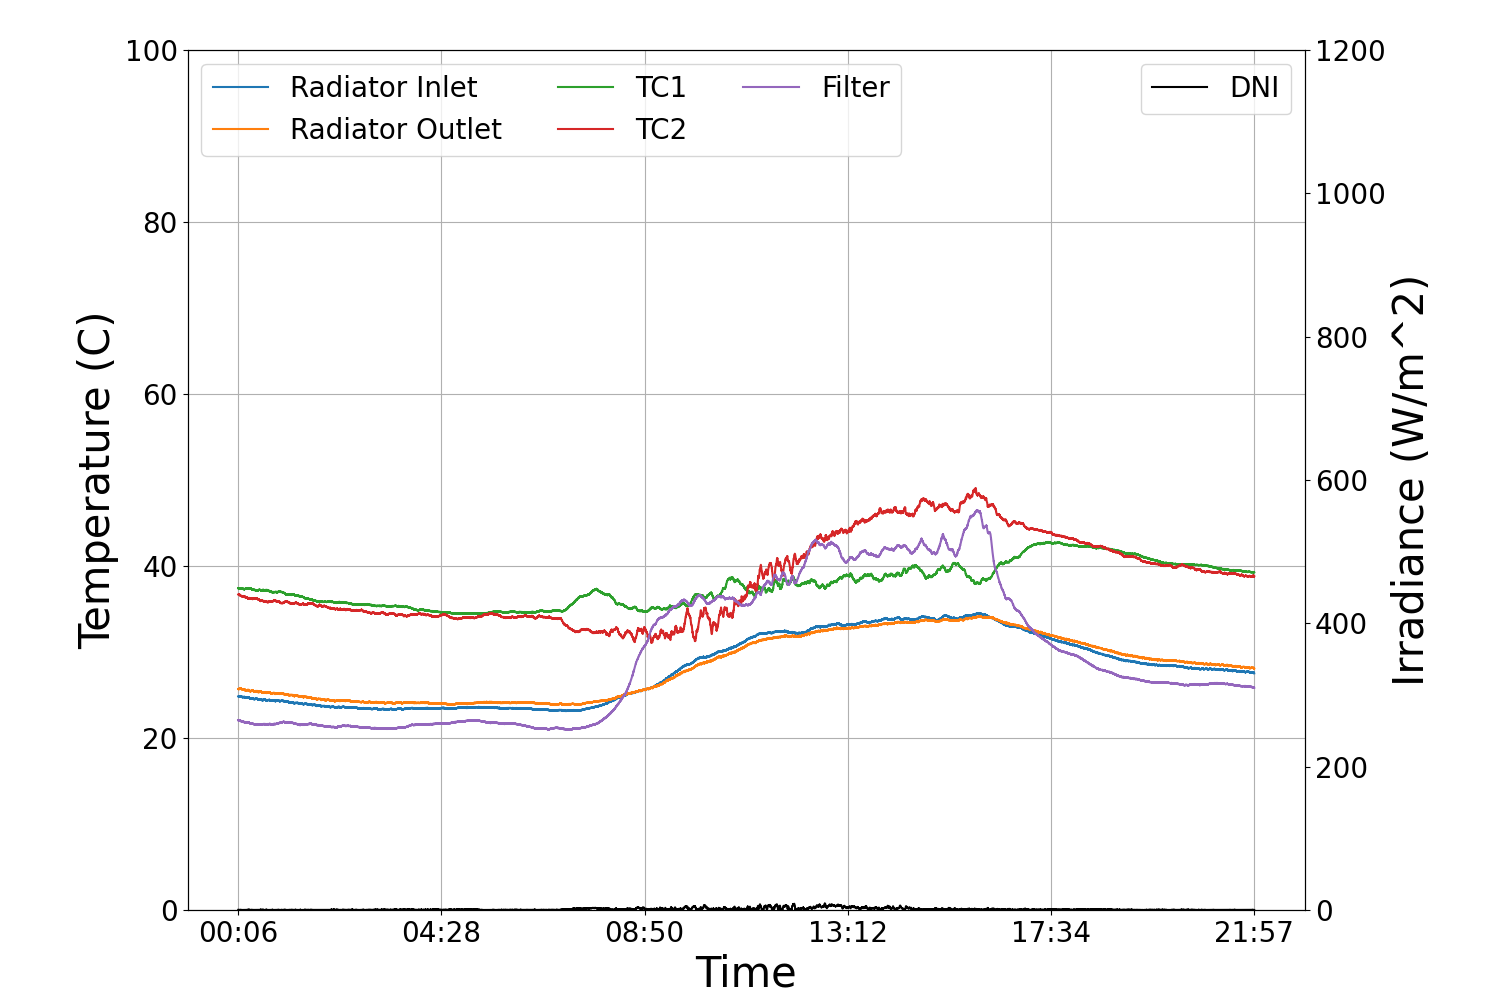 100
80
60
40
20
0
Temperature (C)
Radiator Inlet
Radiator Outlet
TC1
TC2
Filter
DNI
1200
1000
800
600
400
200
0
Irradiance (W/m^2)
00:06 04:28 08:50 13:12 17:34 21:57
Time